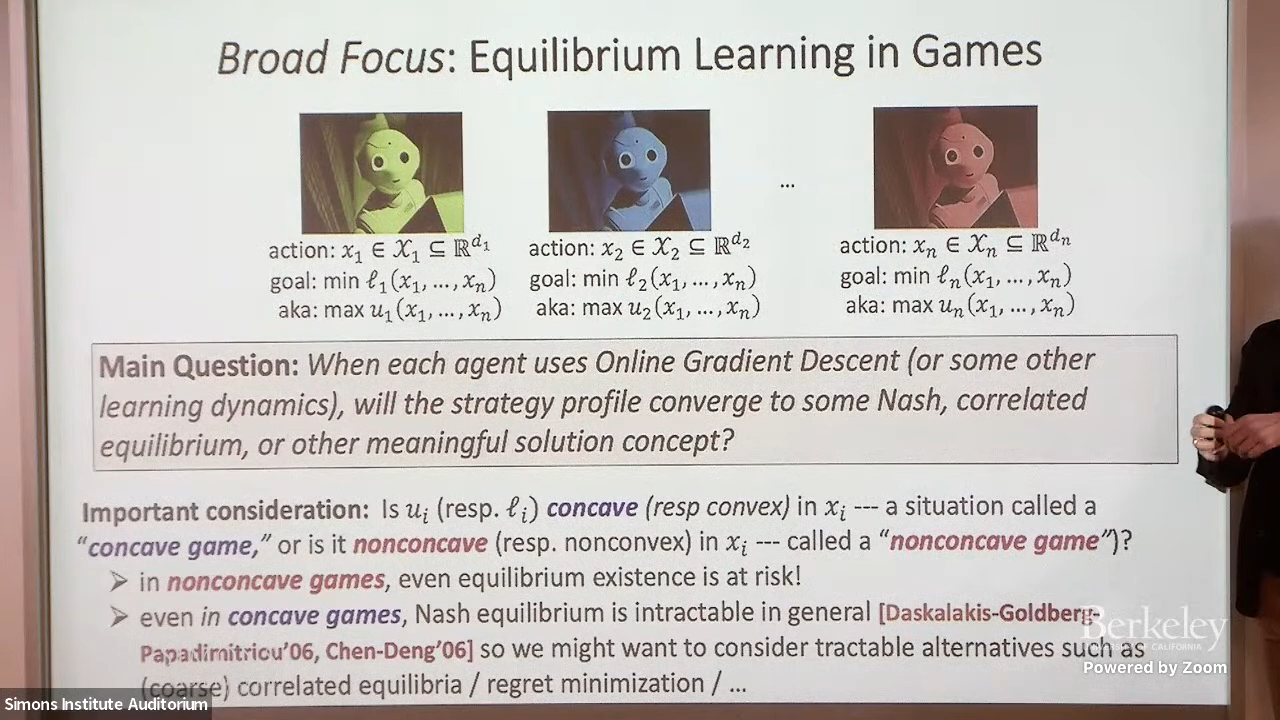 Broad Focus: Equilibrium Learning in Games
...
action: x₁ ∈ 𝒳₁ ⊆ ℝ^d₁
goal: min ℓ₁(x₁, …, xₙ)
aka: max u₁(x₁, …, xₙ)
action: x₂ ∈ 𝒳₂ ⊆ ℝ^d₂
goal: min ℓ₂(x₁, …, xₙ)
aka: max u₂(x₁, …, xₙ)
action: xₙ ∈ 𝒳ₙ ⊆ ℝ^dₙ
goal: min ℓₙ(x₁, …, xₙ)
aka: max uₙ(x₁, …, xₙ)
Main Question: When each agent uses Online Gradient Descent (or some other
learning dynamics), will the strategy profile converge to some Nash, correlated
equilibrium, or other meaningful solution concept?
Important consideration: Is uᵢ (resp. ℓᵢ) concave (resp convex) in xᵢ --- a situation called a
“concave game,” or is it nonconcave (resp. nonconvex) in xᵢ --- called a “nonconcave game”)?
➢ in nonconcave games, even equilibrium existence is at risk!
➢ even in concave games, Nash equilibrium is intractable in general [Daskalakis-Goldberg-
Papadimitriou’06, Chen-Deng’06] so we might want to consider tractable alternatives such as
(coarse) correlated equilibria / regret minimization / …
Berkeley
UNIVERSITY OF CALIFORNIA
Powered by Zoom
Simons Institute Auditorium